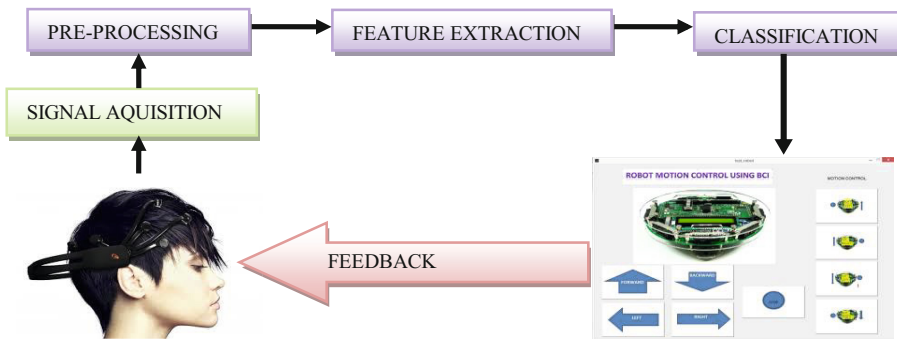 PRE-PROCESSING
FEATURE EXTRACTION
CLASSIFICATION
SIGNAL AQUISITION
ROBOT MOTION CONTROL USING BCI
MOTION CONTROL
FEEDBACK
FORWARD
BACKWARD
LEFT
RIGHT